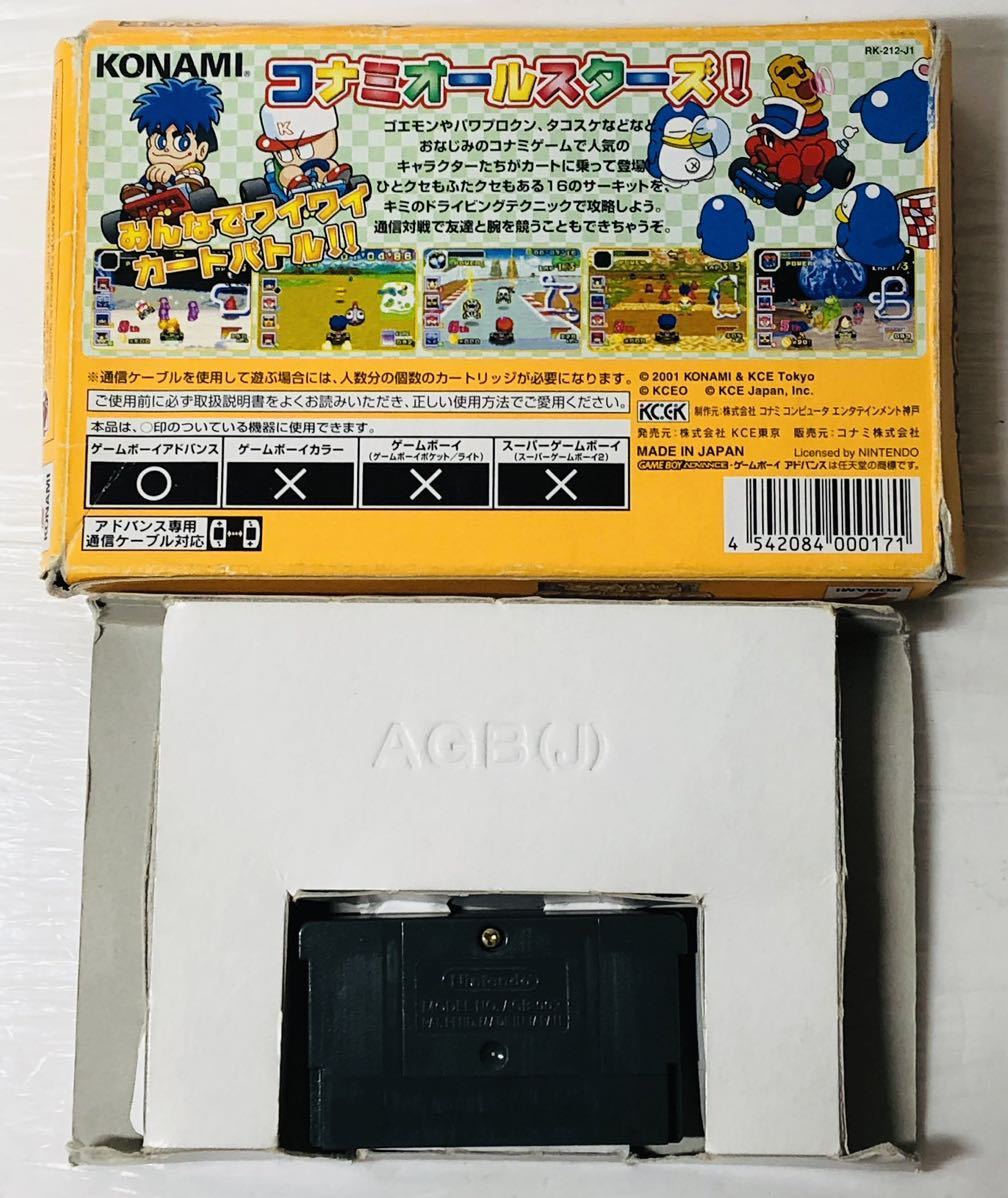 RK-212-J1
KONAMI
コナミオールスターズ!
ゴエモンやパワプロクン、タコスケなどなど
おなじみのコナミゲームで人気の
キャラクターたちがカートに乗って登場!
ひとクセもふたクセもある16のサーキットを、
キミのドライビングテクニックで攻略しよう。
通信対戦で友達と腕を競うこともできちゃうぞ。
みんなでワイワイ
カートバトル!!
※通信ケーブルを使用して遊ぶ場合には、人数分の個数のカートリッジが必要になります。
ご使用前に必ず取扱説明書をよくお読みいただき、正しい使用方法でご愛用ください。
本品は、○印のついている機器に使用できます。
ゲームボーイアドバンス ゲームボーイカラー ゲームボーイ スーパーゲームボーイ
(ゲームボーイポケット/ライト) (スーパーゲームボーイ2)
○ × × ×
アドバンス専用
通信ケーブル対応
© 2001 KONAMI & KCE Tokyo
© KCEO © KCE Japan, Inc.
KCEK 制作元:株式会社 コナミ コンピュータ エンタテインメント神戸
発売元:株式会社 KCE東京 販売元:コナミ株式会社
MADE IN JAPAN Licensed by NINTENDO
GAME BOY ADVANCE・ゲームボーイ アドバンスは任天堂の商標です。
4 542084 000171
KONAMI
KONAMI
AGB(J)
Nintendo
MODEL NO. AGB-002
PAT. PEND. MADE IN JAPAN